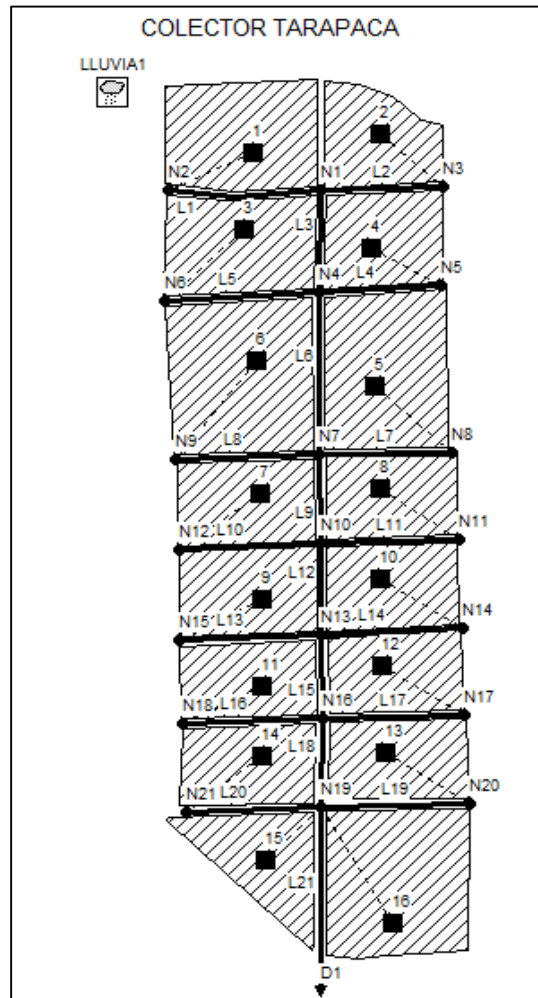 COLECTOR TARAPACA
LLUVIA1
1
2
N2
N1
L2
N3
L1
3
L3
4
N6
L5
N4
L4
N5
6
L6
5
N9
L8
N7
L7
N8
7
L9
8
N12
L10
N10
L11
N11
9
L12
10
N15
L13
N13
L14
N14
11
L15
12
N18
L16
N16
L17
N17
14
L18
13
N21
L20
N19
L19
N20
15
L21
16
D1